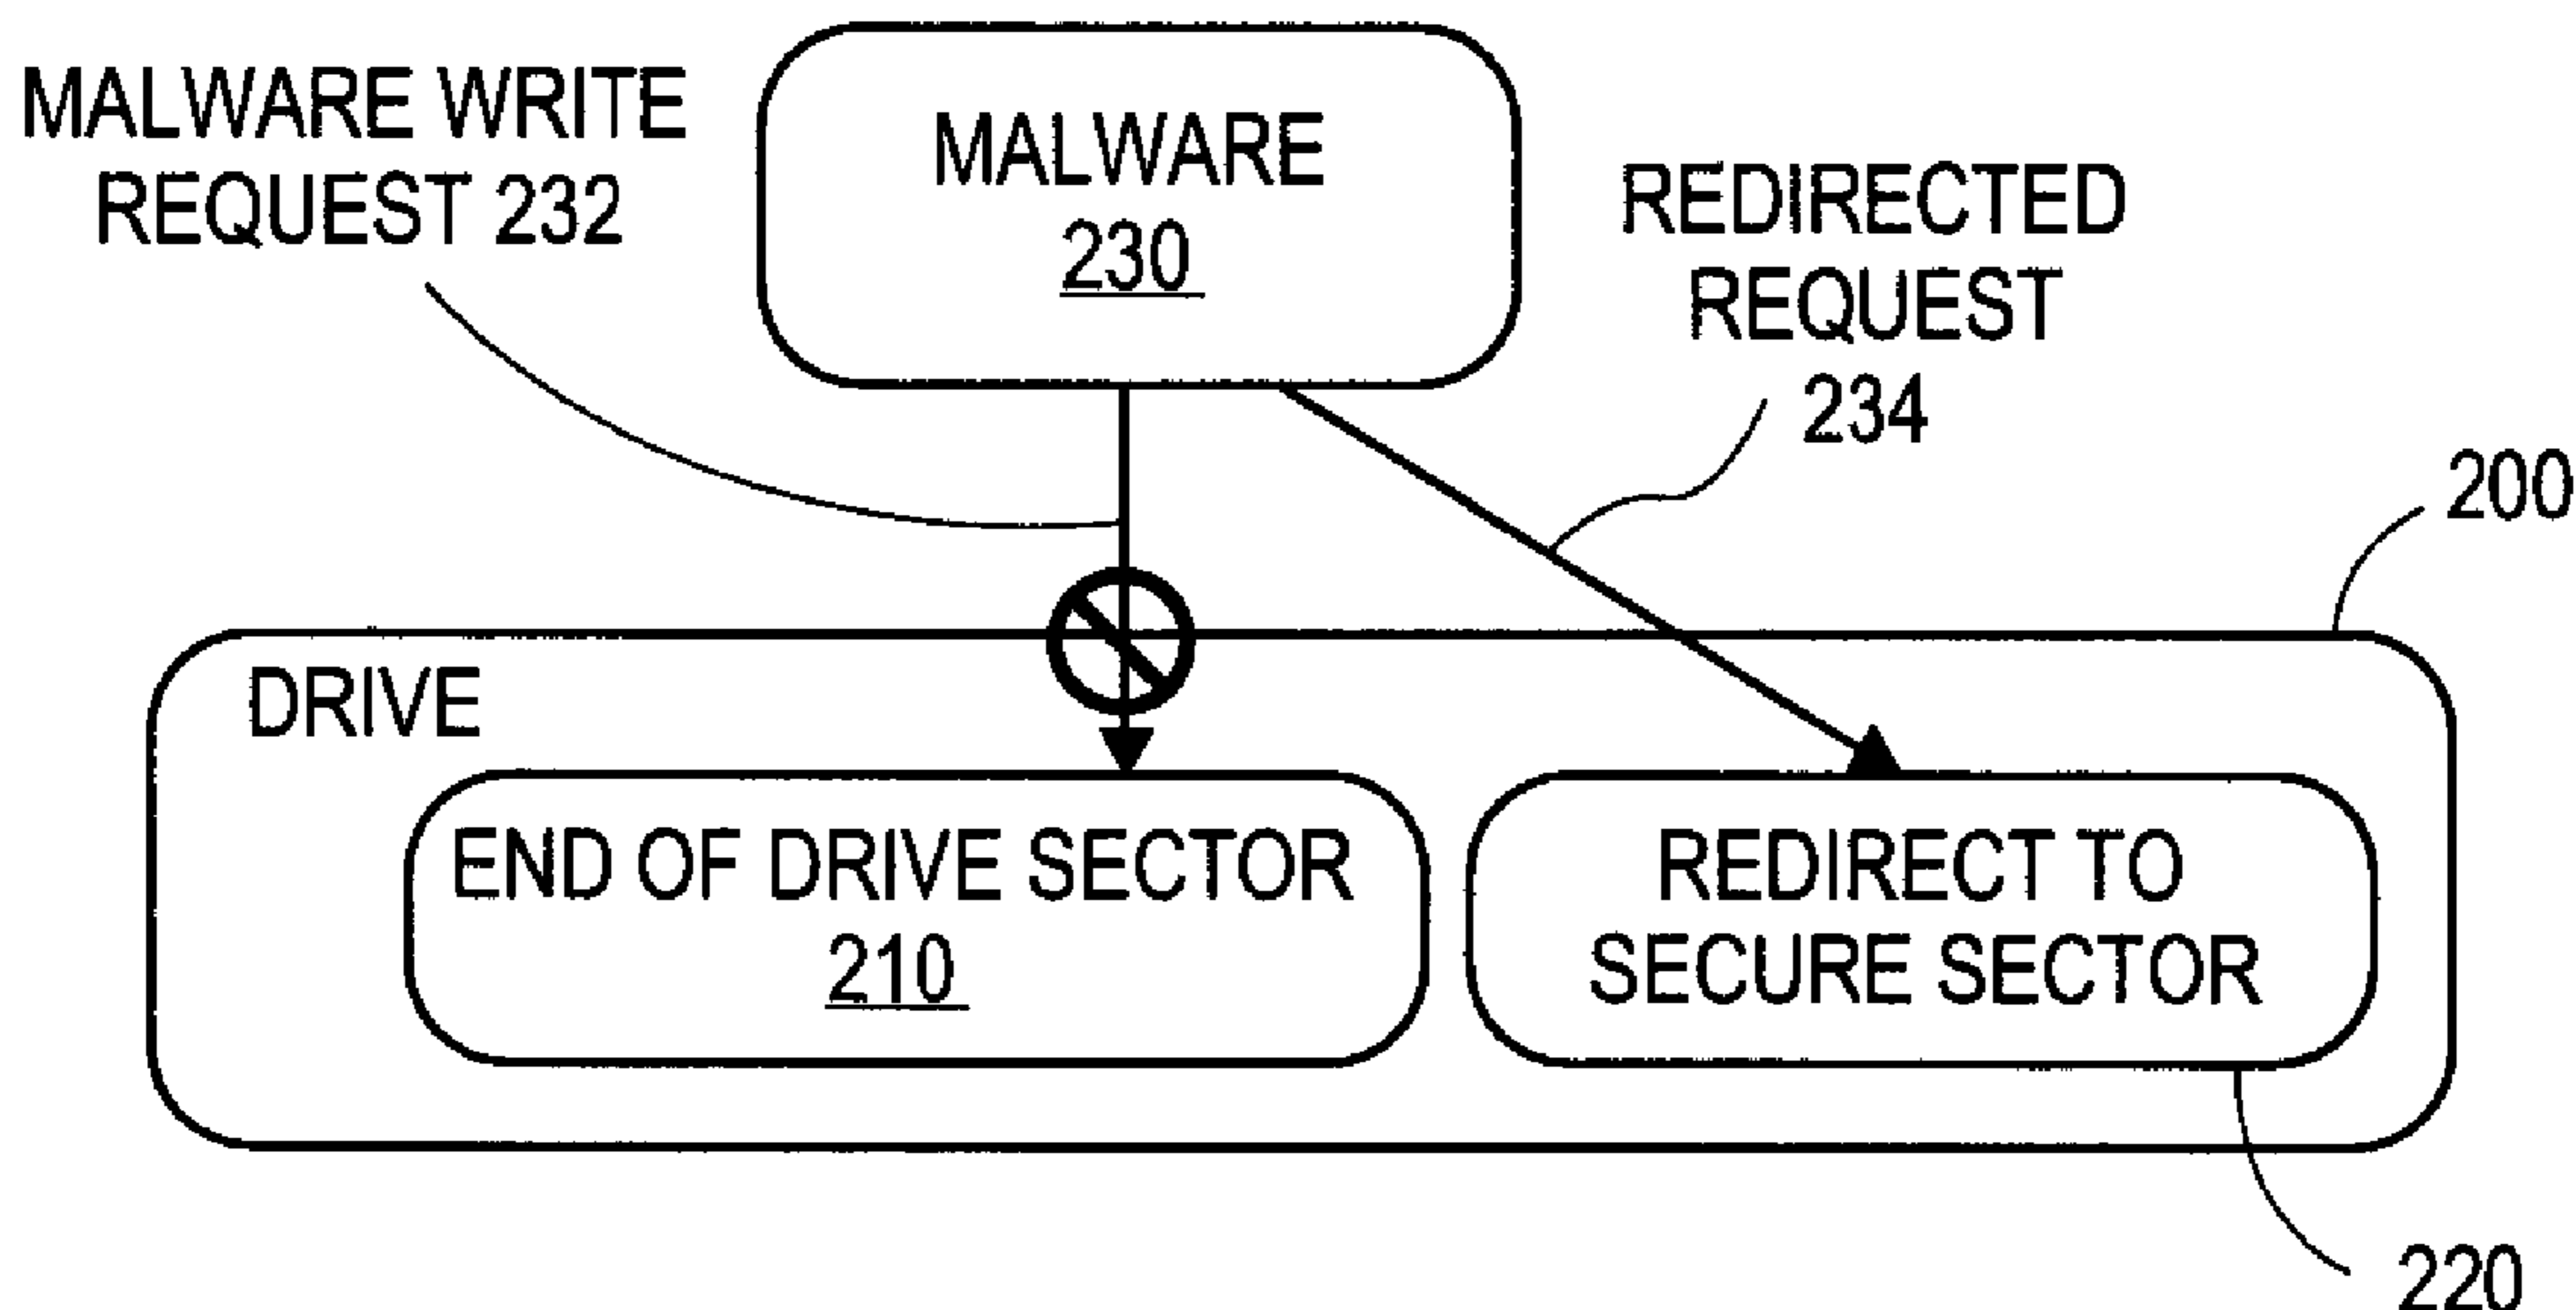 MALWARE WRITE
REQUEST 232
MALWARE
230
REDIRECTED
REQUEST
234
200
DRIVE
END OF DRIVE SECTOR
210
REDIRECT TO
SECURE SECTOR
220